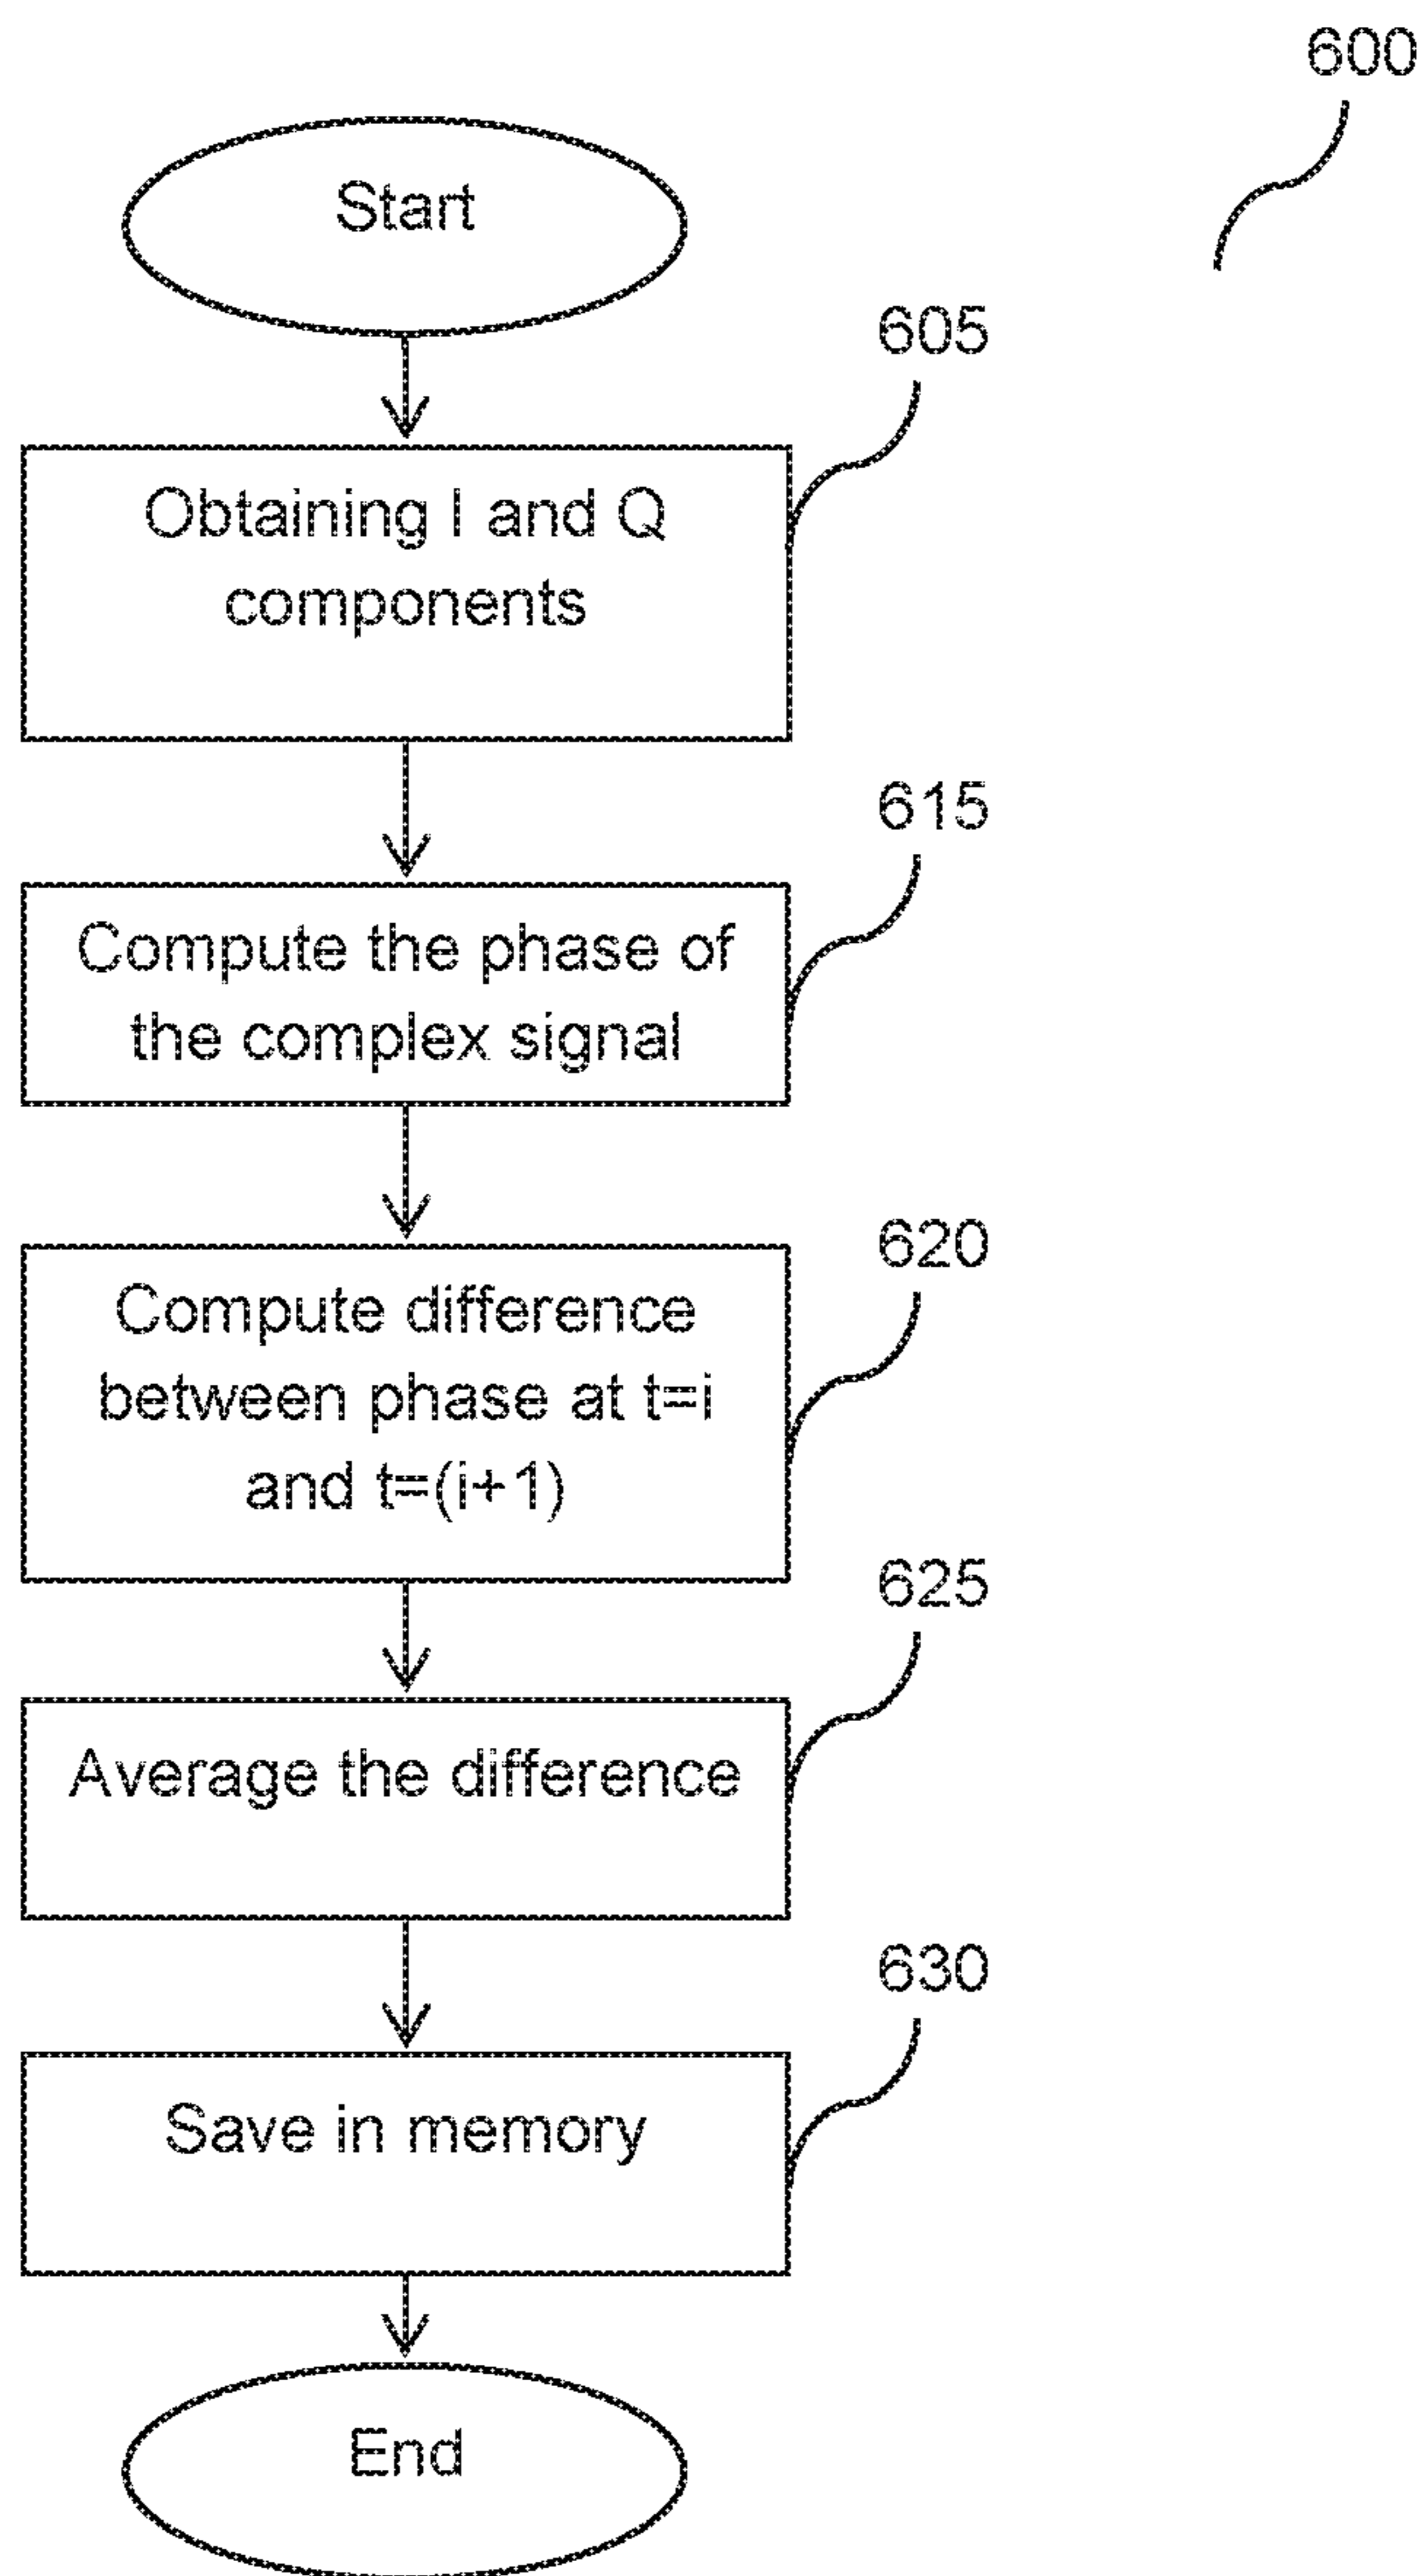 600
Start
605
Obtaining I and Q
components
615
Compute the phase of
the complex signal
620
Compute difference
between phase at t=i
and t=(i+1)
625
Average the difference
630
Save in memory
End